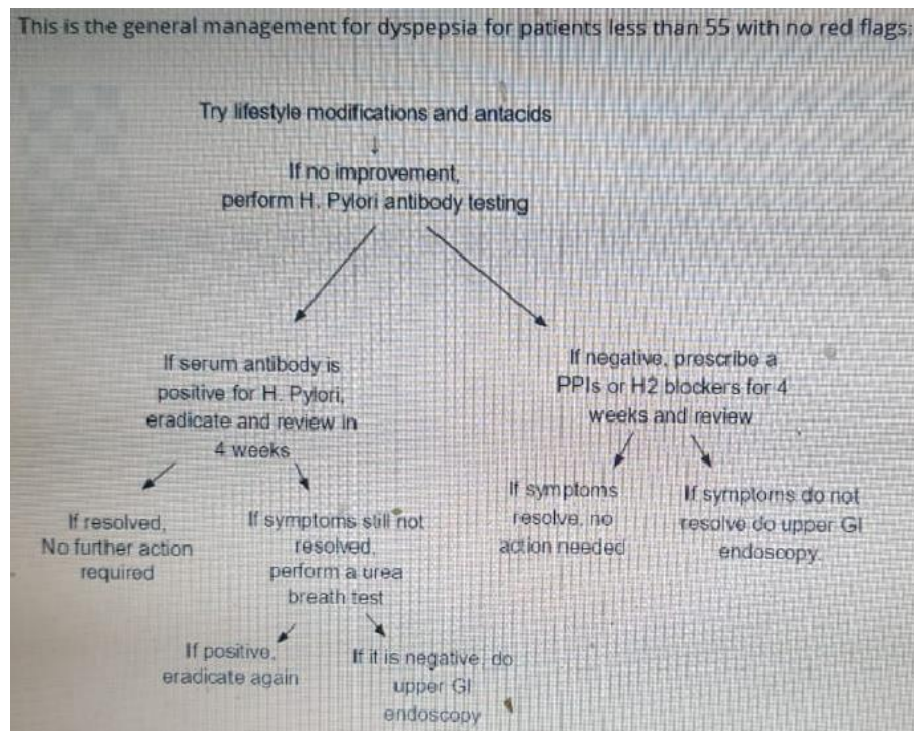 This is the general management for dyspepsia for patients less than 55 with no red flags:
Try lifestyle modifications and antacids
If no improvement,
perform H. Pylori antibody testing
If serum antibody is
positive for H. Pylori,
eradicate and review in
4 weeks
If negative, prescribe a
PPIs or H2 blockers for 4
weeks and review
If resolved,
No further action
required
If symptoms still not
resolved,
perform a urea
breath test
If symptoms
resolve, no
action needed
If symptoms do not
resolve do upper GI
endoscopy.
If positive,
eradicate again
If it is negative, do
upper GI
endoscopy